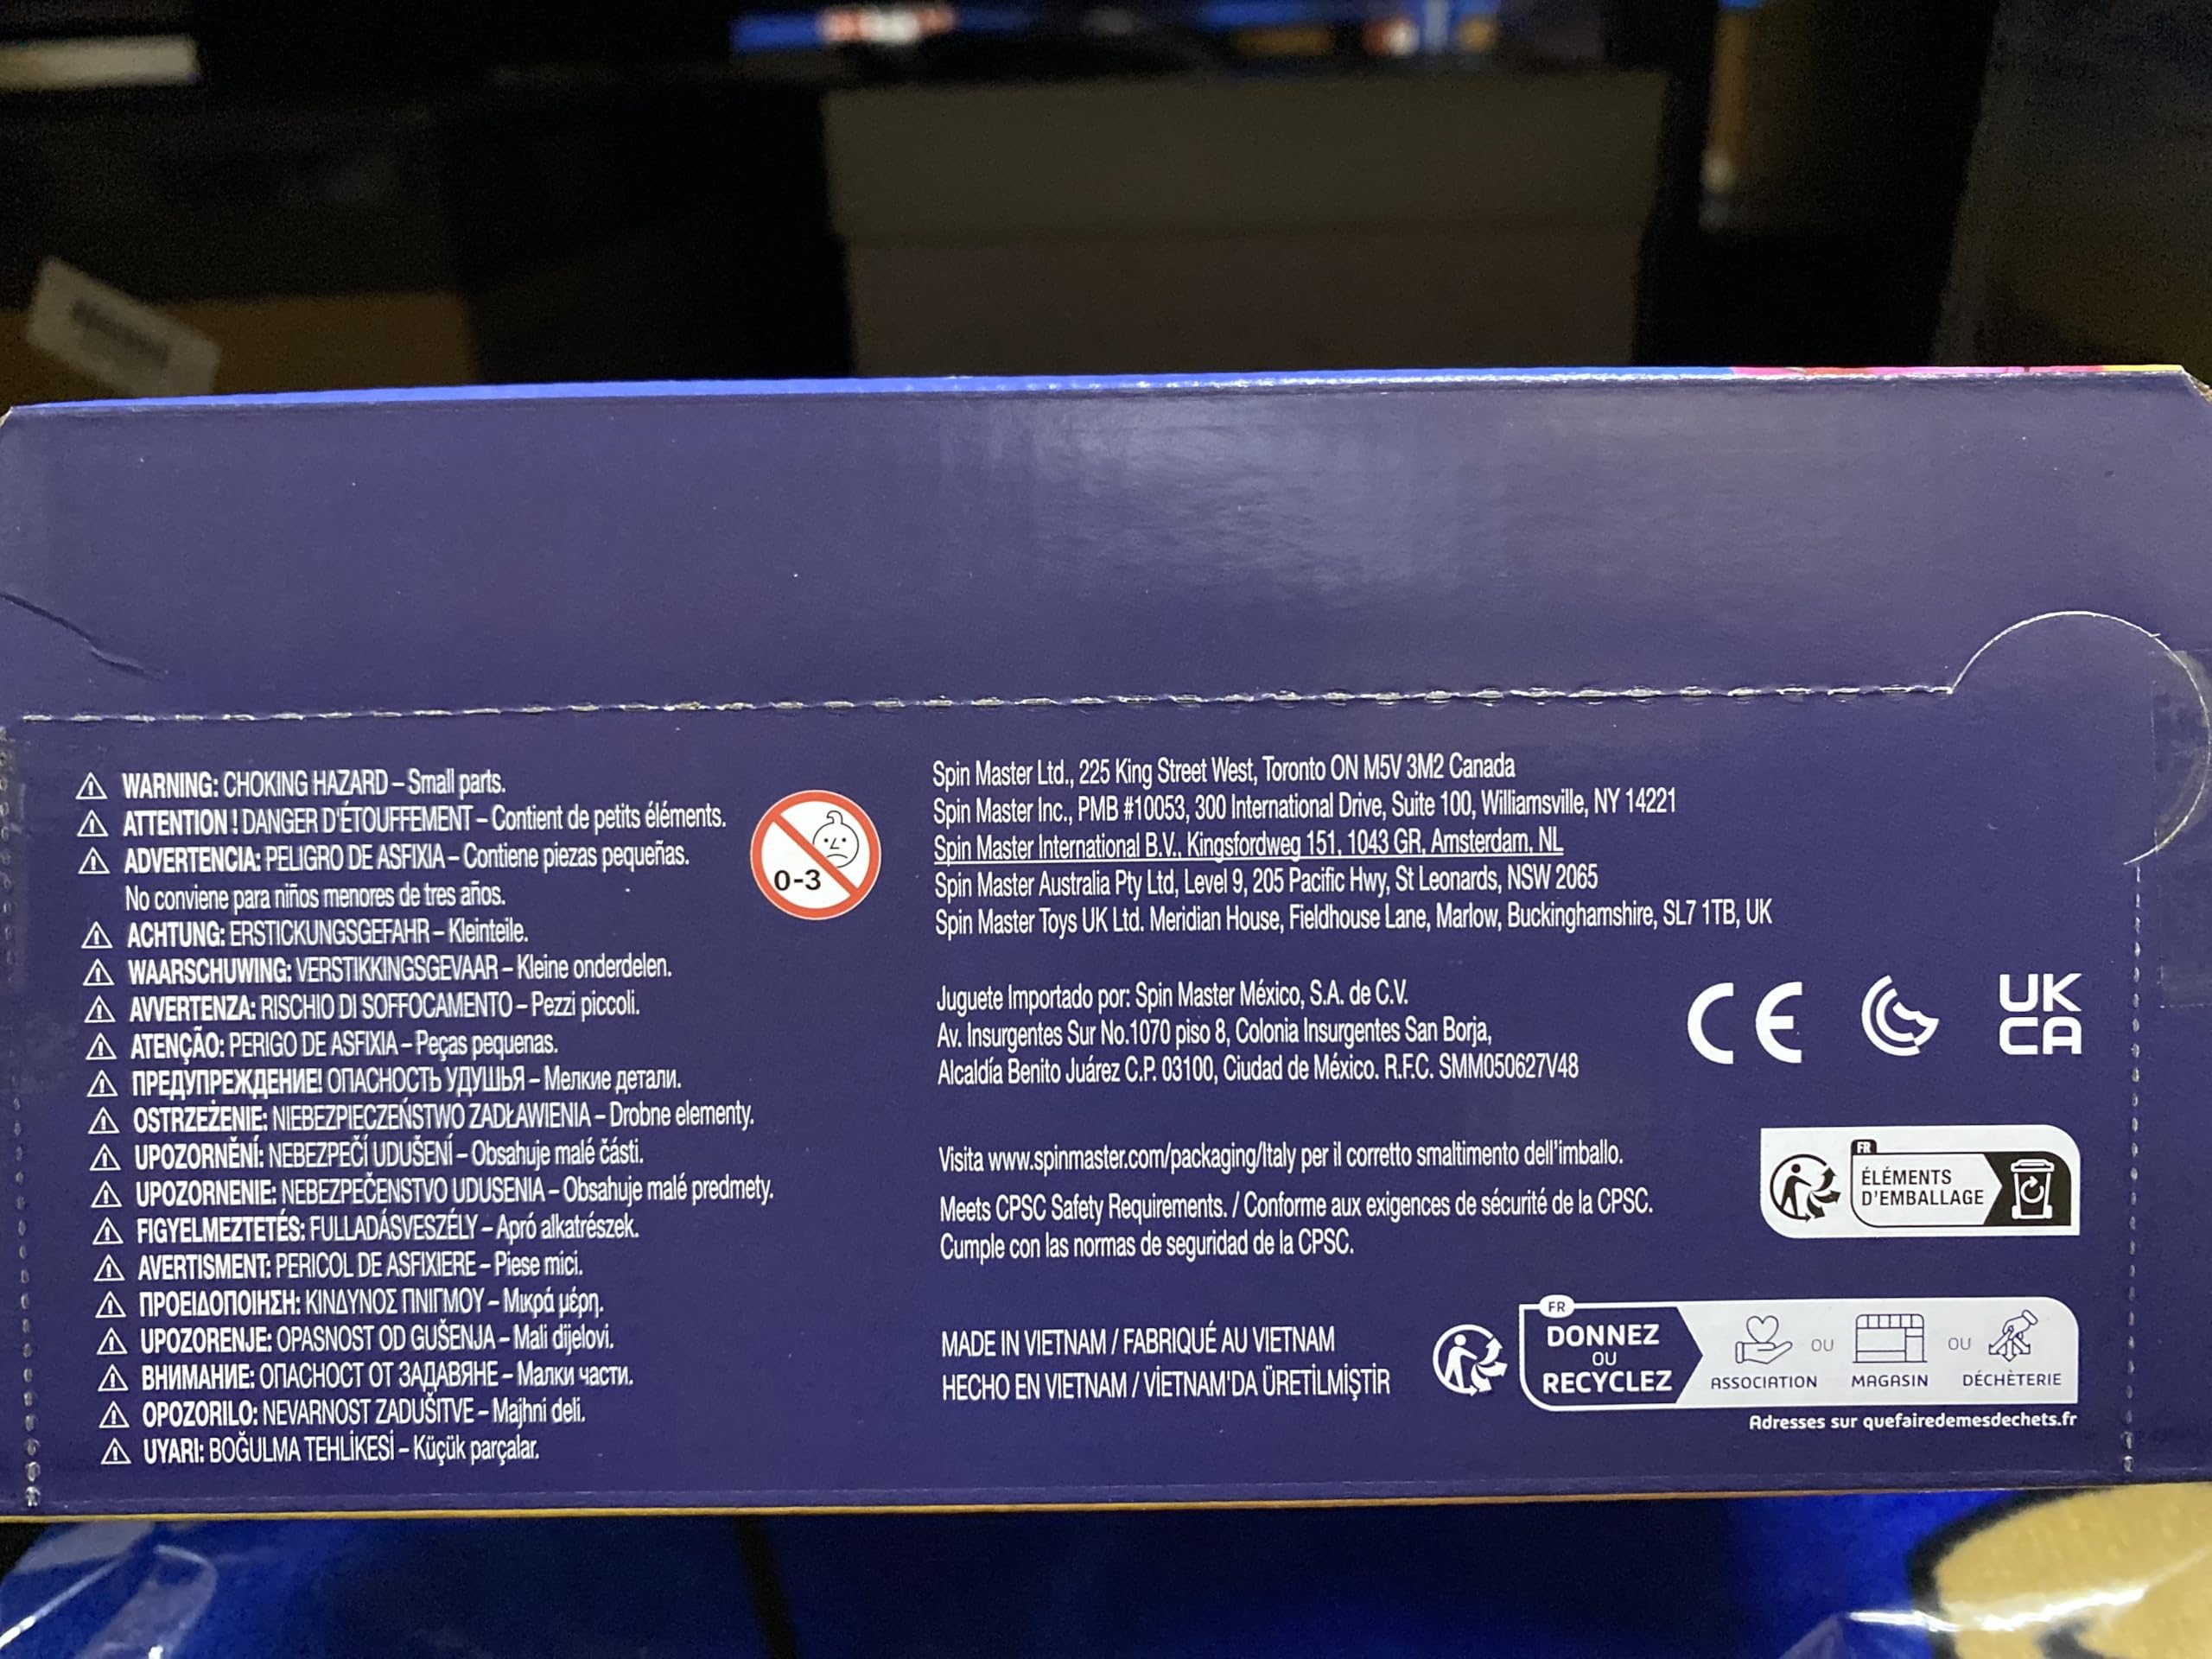 WARNING: CHOKING HAZARD – Small parts.
ATTENTION ! DANGER D'ÉTOUFFEMENT – Contient de petits éléments.
ADVERTENCIA: PELIGRO DE ASFIXIA – Contiene piezas pequeñas.
No conviene para niños menores de tres años.
ACHTUNG: ERSTICKUNGSGEFAHR – Kleinteile.
WAARSCHUWING: VERSTIKKINGSGEVAAR – Kleine onderdelen.
AVVERTENZA: RISCHIO DI SOFFOCAMENTO – Pezzi piccoli.
ATENÇÃO: PERIGO DE ASFIXIA – Peças pequenas.
ПРЕДУПРЕЖДЕНИЕ! ОПАСНОСТЬ УДУШЬЯ – Мелкие детали.
OSTRZEŻENIE: NIEBEZPIECZEŃSTWO ZADŁAWIENIA – Drobne elementy.
UPOZORNĚNÍ: NEBEZPEČÍ UDUŠENÍ – Obsahuje malé části.
UPOZORNENIE: NEBEZPEČENSTVO UDUSENIA – Obsahuje malé predmety.
FIGYELMEZTETÉS: FULLADÁSVESZÉLY – Apró alkatrészek.
AVERTISMENT: PERICOL DE ASFIXIERE – Piese mici.
ΠΡΟΕΙΔΟΠΟΙΗΣΗ: ΚΙΝΔΥΝΟΣ ΠΝΙΓΜΟΥ – Μικρά μέρη.
UPOZORENJE: OPASNOST OD GUŠENJA – Mali dijelovi.
ВНИМАНИЕ: ОПАСНОСТ ОТ ЗАДАВЯНЕ – Малки части.
OPOZORILO: NEVARNOST ZADUŠITVE – Majhni deli.
UYARI: BOĞULMA TEHLİKESİ – Küçük parçalar.
0-3
Spin Master Ltd., 225 King Street West, Toronto ON M5V 3M2 Canada
Spin Master Inc., PMB #10053, 300 International Drive, Suite 100, Williamsville, NY 14221
Spin Master International B.V., Kingsfordweg 151, 1043 GR, Amsterdam, NL
Spin Master Australia Pty Ltd, Level 9, 205 Pacific Hwy, St Leonards, NSW 2065
Spin Master Toys UK Ltd. Meridian House, Fieldhouse Lane, Marlow, Buckinghamshire, SL7 1TB, UK
Juguete Importado por: Spin Master México, S.A. de C.V.
Av. Insurgentes Sur No.1070 piso 8, Colonia Insurgentes San Borja,
Alcaldía Benito Juárez C.P. 03100, Ciudad de México. R.F.C. SMM050627V48
CE
UK
CA
Visita www.spinmaster.com/packaging/Italy per il corretto smaltimento dell'imballo.
Meets CPSC Safety Requirements. / Conforme aux exigences de sécurité de la CPSC.
Cumple con las normas de seguridad de la CPSC.
FR
ÉLÉMENTS
D'EMBALLAGE
MADE IN VIETNAM / FABRIQUÉ AU VIETNAM
HECHO EN VIETNAM / VİETNAM'DA ÜRETİLMİŞTİR
FR
DONNEZ
OU
RECYCLEZ
ASSOCIATION
OU
MAGASIN
OU
DÉCHÈTERIE
Adresses sur quefairedemesdechets.fr